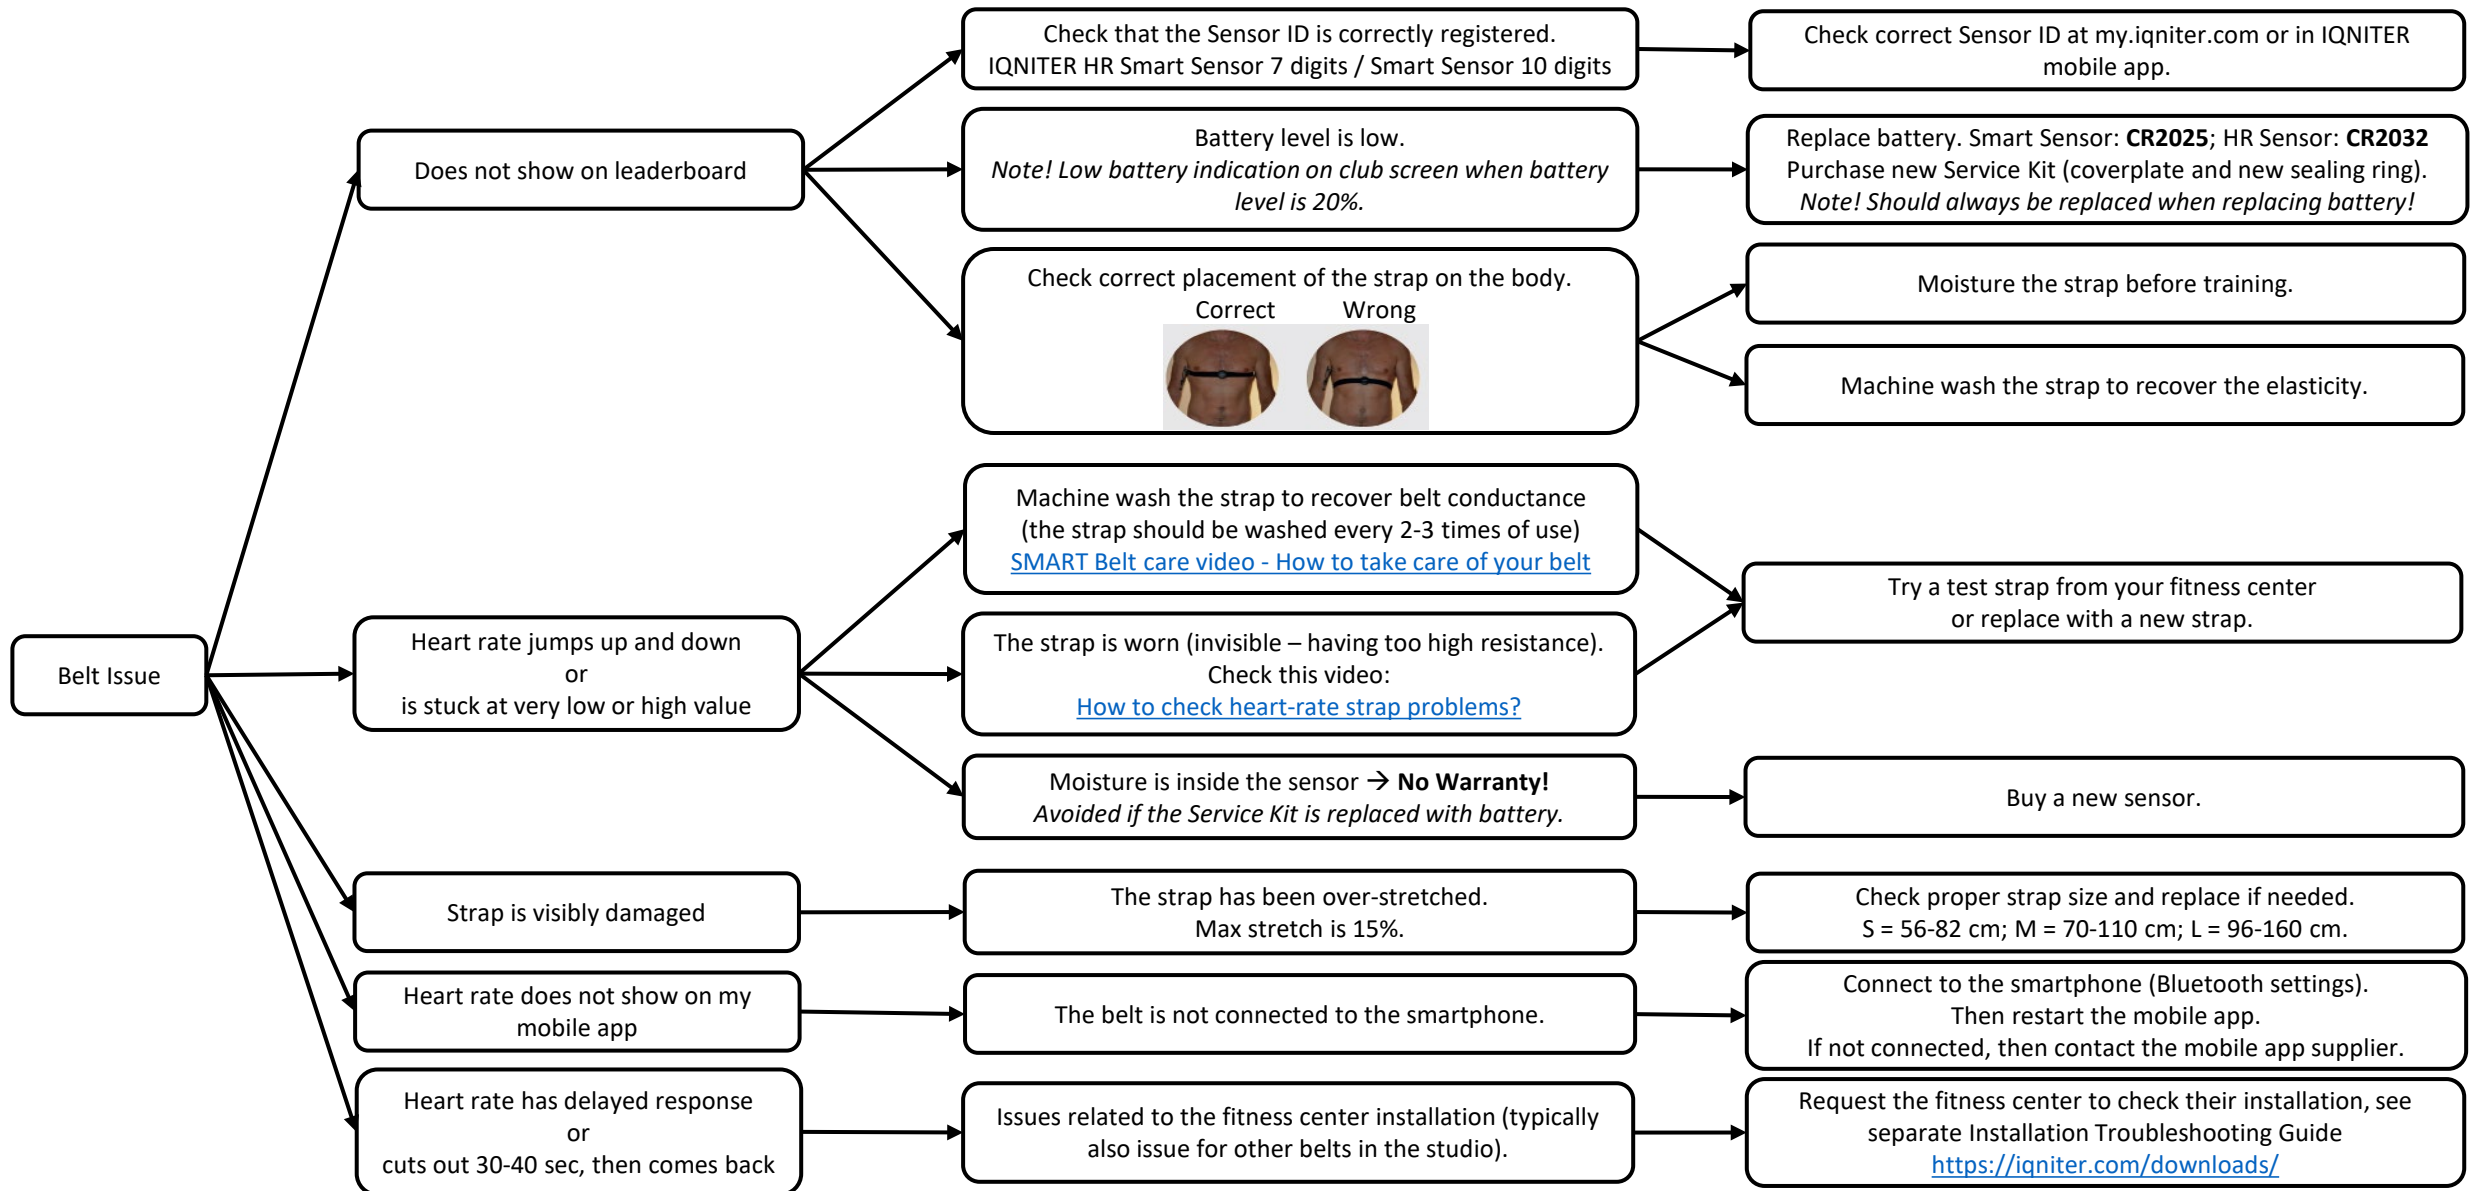 Check that the Sensor ID is correctly registered.
IQNITER HR Smart Sensor 7 digits / Smart Sensor 10 digits
Check correct Sensor ID at my.iqniter.com or in IQNITER
mobile app.
Does not show on leaderboard
Battery level is low.
Note! Low battery indication on club screen when battery
level is 20%.
Replace battery. Smart Sensor: CR2025; HR Sensor: CR2032
Purchase new Service Kit (coverplate and new sealing ring).
Note! Should always be replaced when replacing battery!
Check correct placement of the strap on the body.
Correct Wrong
Moisture the strap before training.
Machine wash the strap to recover the elasticity.
Belt Issue
Heart rate jumps up and down
or
is stuck at very low or high value
Machine wash the strap to recover belt conductance
(the strap should be washed every 2-3 times of use)
SMART Belt care video - How to take care of your belt
The strap is worn (invisible – having too high resistance).
Check this video:
How to check heart-rate strap problems?
Try a test strap from your fitness center
or replace with a new strap.
Moisture is inside the sensor → No Warranty!
Avoided if the Service Kit is replaced with battery.
Buy a new sensor.
Strap is visibly damaged
The strap has been over-stretched.
Max stretch is 15%.
Check proper strap size and replace if needed.
S = 56-82 cm; M = 70-110 cm; L = 96-160 cm.
Heart rate does not show on my
mobile app
The belt is not connected to the smartphone.
Connect to the smartphone (Bluetooth settings).
Then restart the mobile app.
If not connected, then contact the mobile app supplier.
Heart rate has delayed response
or
cuts out 30-40 sec, then comes back
Issues related to the fitness center installation (typically
also issue for other belts in the studio).
Request the fitness center to check their installation, see
separate Installation Troubleshooting Guide
https://iqniter.com/downloads/